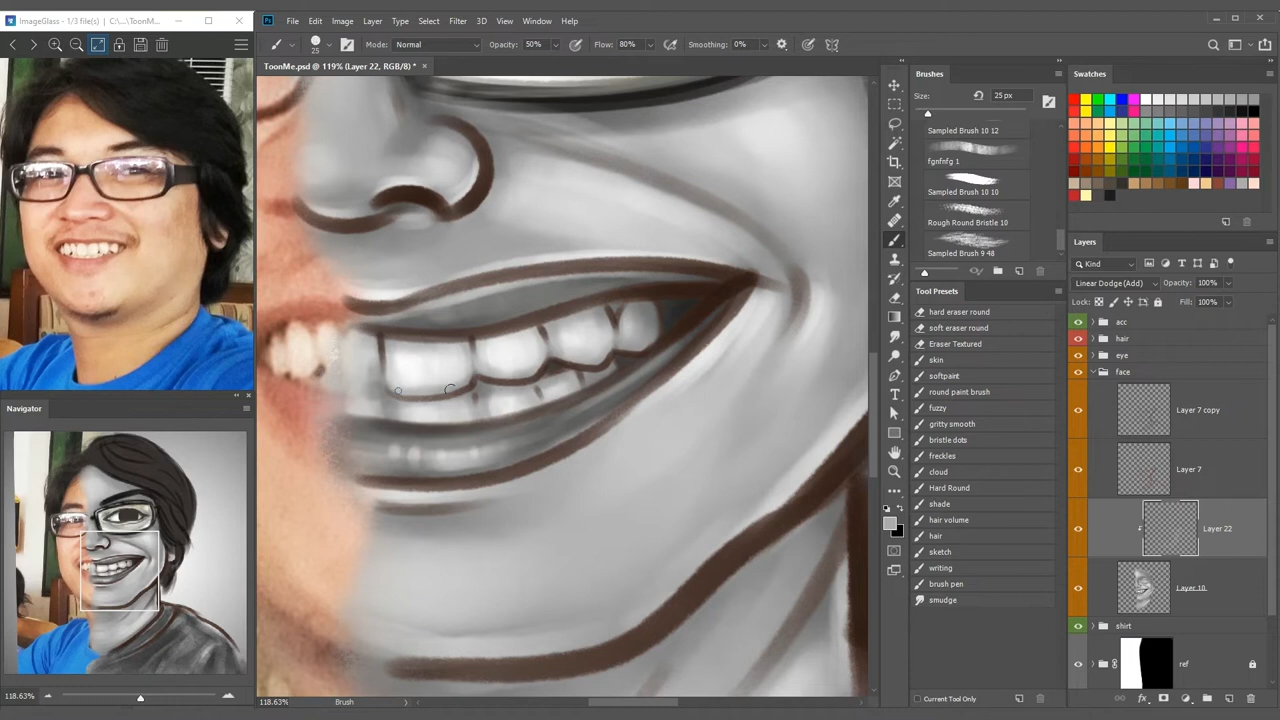 ImageGlass - 1/3 file(s) | C:\...\ToonM...
Ps File Edit Image Layer Type Select Filter 3D View Window Help
25 Mode: Normal Opacity: 50% Flow: 80% Smoothing: 0%
ToonMe.psd @ 119% (Layer 22, RGB/8) *
Brushes
Size: 25 px
Sampled Brush 10 12
fgnfnfg 1
Sampled Brush 10 10
Rough Round Bristle 10
Sampled Brush 9 48
Tool Presets
hard eraser round
soft eraser round
Eraser Textured
skin
softpaint
round paint brush
fuzzy
gritty smooth
bristle dots
freckles
cloud
Hard Round
shade
hair volume
hair
sketch
writing
brush pen
smudge
Current Tool Only
Swatches
Layers
Kind
Linear Dodge (Add) Opacity: 100%
Lock: Fill: 100%
acc
hair
eye
face
Layer 7 copy
Layer 7
Layer 22
Layer 10
shirt
ref
fx
Navigator
118.63%
118.63% Brush